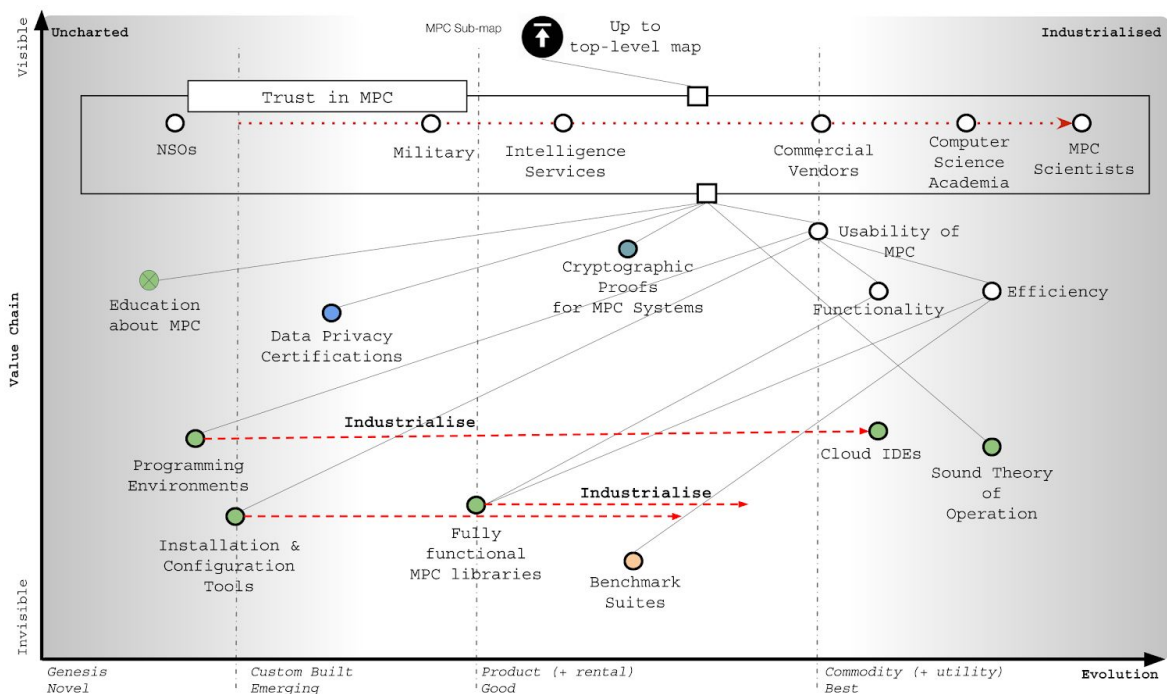 Uncharted
MPC Sub-map
Up to
top-level map
Industrialised
Visible
Trust in MPC
NSOs
Military
Intelligence
Services
Commercial
Vendors
Computer
Science
Academia
MPC
Scientists
Usability of
MPC
Cryptographic
Proofs
for MPC Systems
Education
about MPC
Data Privacy
Certifications
Functionality
Efficiency
Value Chain
Industrialise
Programming
Environments
Cloud IDEs
Sound Theory
of
Operation
Industrialise
Installation &
Configuration
Tools
Fully
functional
MPC libraries
Benchmark
Suites
Invisible
Genesis
Novel
Custom Built
Emerging
Product (+ rental)
Good
Commodity (+ utility)
Best
Evolution